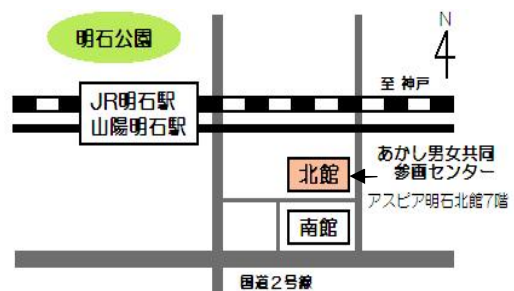 明石公園
N
至 神戸
JR明石駅
山陽明石駅
北館
あかし男女共同
参画センター
アスピア明石北館7階
南館
国道2号線